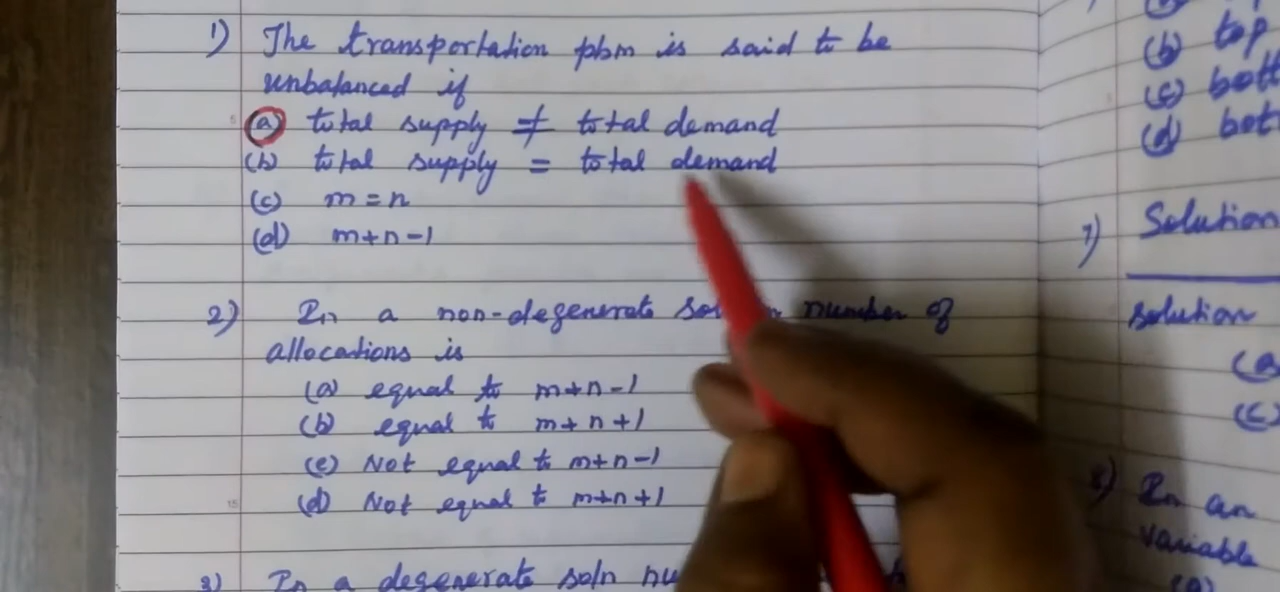 1) The transportation pbm is said to be
unbalanced if
(a) total supply ≠ total demand
(b) total supply = total demand
(c) m=n
(d) m+n-1
2) In a non-degenerate number of
allocations is
(a) equal to m+n-1
(b) equal to m+n+1
(c) Not equal to m+n-1
(d) Not equal to m+n+1
3) In a degenerate soln
(b) top
(c) bott
(d) bot
7) Solution
solution
(c)
8) In an
variable
(a)